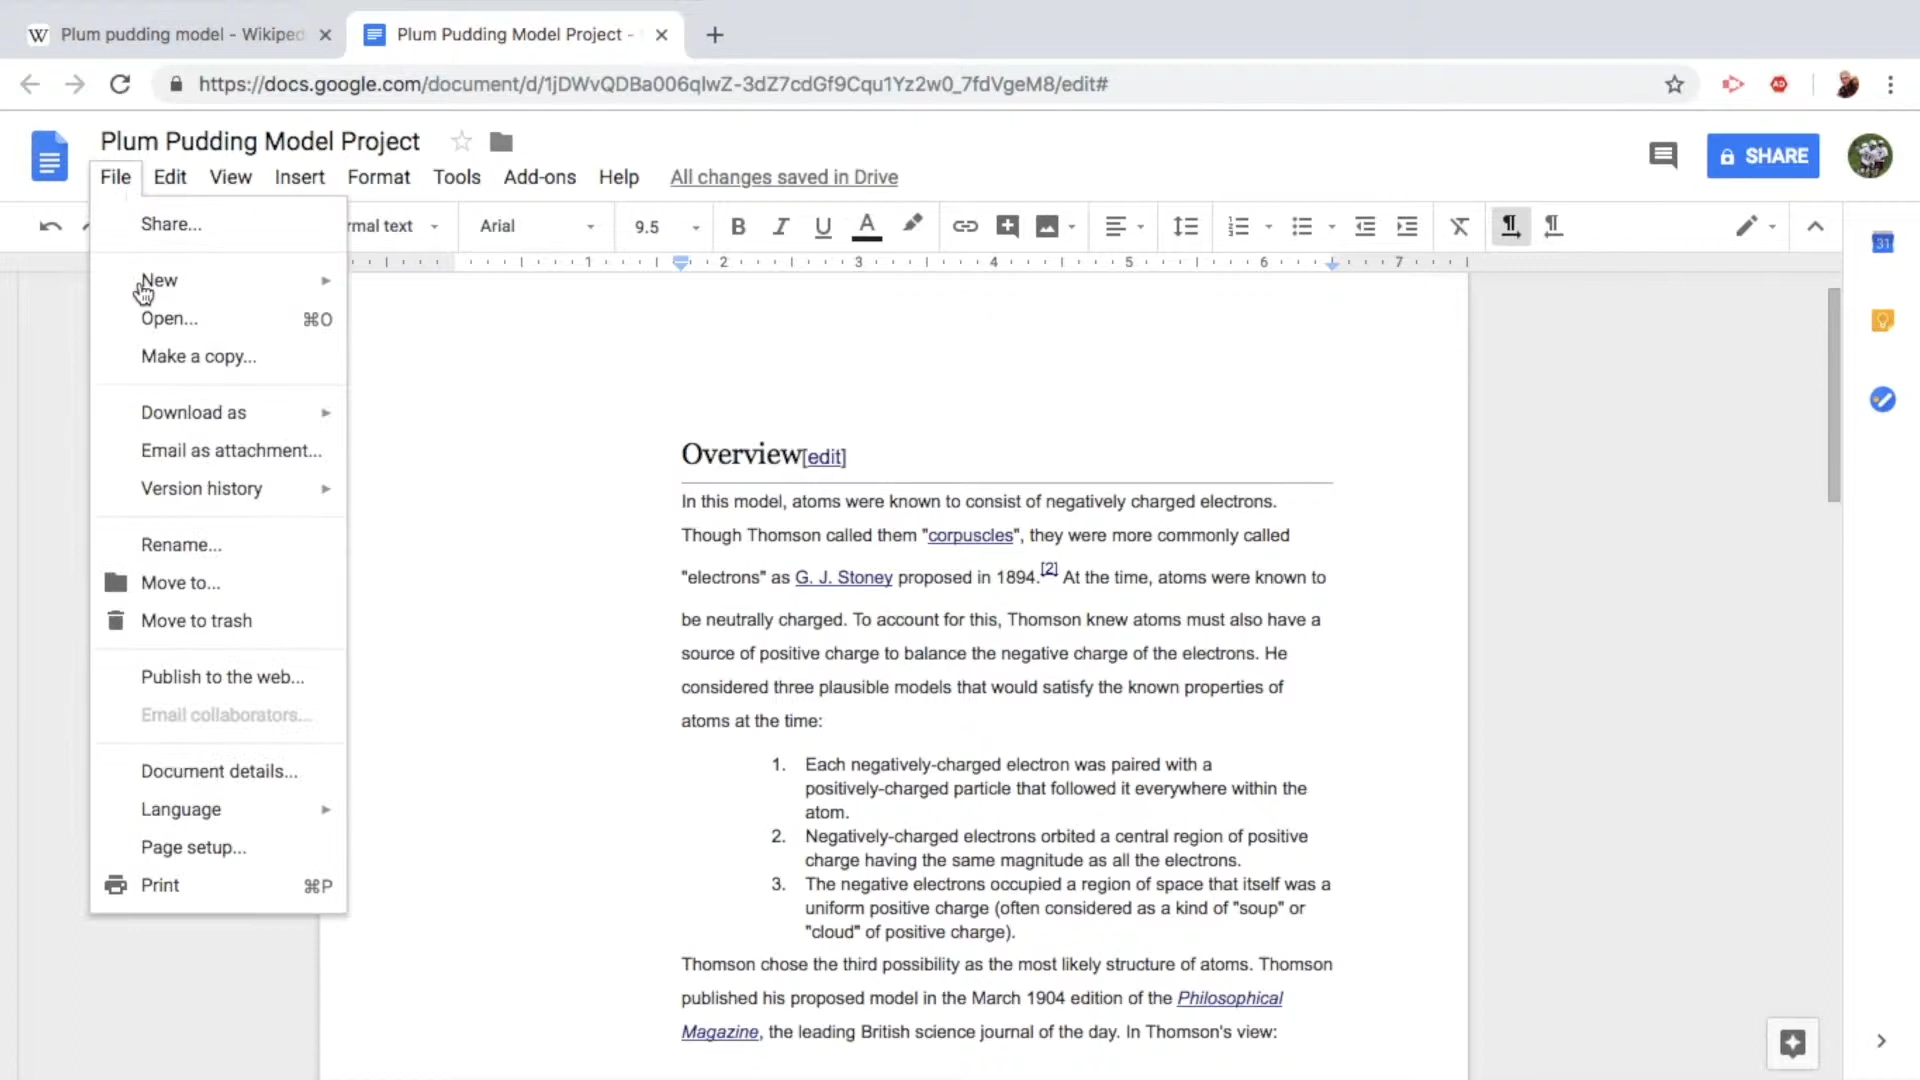 Plum pudding model - Wikiped
Plum Pudding Model Project -
https://docs.google.com/document/d/1jDWvQDBa006qlwZ-3dZ7cdGf9Cqu1Yz2w0_7fdVgeM8/edit#
Plum Pudding Model Project
SHARE
File Edit View Insert Format Tools Add-ons Help All changes saved in Drive
rmal text Arial 9.5 B I U A
1 2 3 4 5 6 7
31
Share...
New
Open... ⌘O
Make a copy...
Download as
Email as attachment...
Version history
Rename...
Move to...
Move to trash
Publish to the web...
Email collaborators...
Document details...
Language
Page setup...
Print ⌘P
Overview[edit]
In this model, atoms were known to consist of negatively charged electrons.
Though Thomson called them "corpuscles", they were more commonly called
"electrons" as G. J. Stoney proposed in 1894.[2] At the time, atoms were known to
be neutrally charged. To account for this, Thomson knew atoms must also have a
source of positive charge to balance the negative charge of the electrons. He
considered three plausible models that would satisfy the known properties of
atoms at the time:
1. Each negatively-charged electron was paired with a
positively-charged particle that followed it everywhere within the
atom.
2. Negatively-charged electrons orbited a central region of positive
charge having the same magnitude as all the electrons.
3. The negative electrons occupied a region of space that itself was a
uniform positive charge (often considered as a kind of "soup" or
"cloud" of positive charge).
Thomson chose the third possibility as the most likely structure of atoms. Thomson
published his proposed model in the March 1904 edition of the Philosophical
Magazine, the leading British science journal of the day. In Thomson's view: